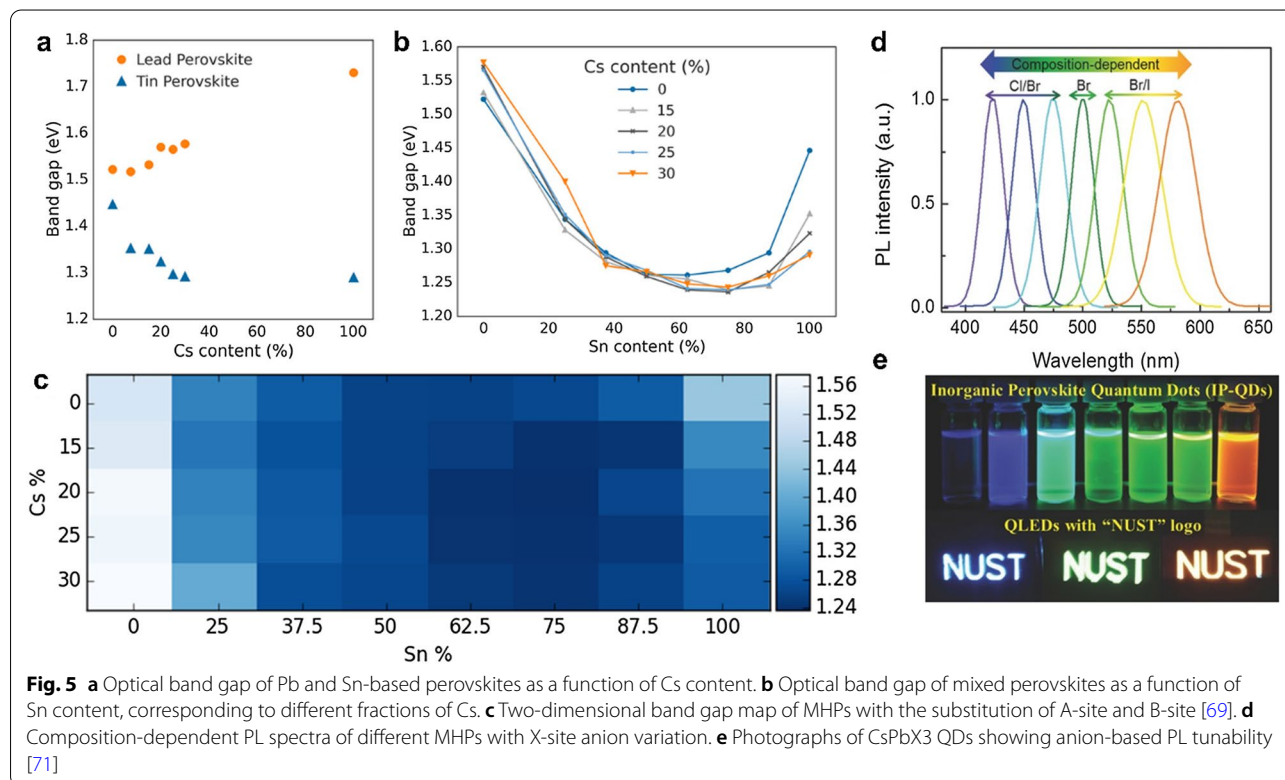 a
1.8
1.7
1.6
1.5
1.4
1.3
1.2
Band gap (eV)
Lead Perovskite
Tin Perovskite
0 20 40 60 80 100
Cs content (%)
b
1.60
1.55
1.50
1.45
1.40
1.35
1.30
1.25
1.20
Band gap (eV)
Cs content (%)
0
15
20
25
30
0 20 40 60 80 100
Sn content (%)
c
Cs %
0
15
20
25
30
0 25 37.5 50 62.5 75 87.5 100
Sn %
1.56
1.52
1.48
1.44
1.40
1.36
1.32
1.28
1.24
d
Composition-dependent
Cl/Br Br Br/I
PL intensity (a.u.)
1.0
0.5
0.0
400 450 500 550 600 650
Wavelength (nm)
e
Inorganic Perovskite Quantum Dots (IP-QDs)
QLEDs with “NUST” logo
NUST NUST NUST
Fig. 5 a Optical band gap of Pb and Sn-based perovskites as a function of Cs content. b Optical band gap of mixed perovskites as a function of
Sn content, corresponding to different fractions of Cs. c Two-dimensional band gap map of MHPs with the substitution of A-site and B-site [69]. d
Composition-dependent PL spectra of different MHPs with X-site anion variation. e Photographs of CsPbX3 QDs showing anion-based PL tunability
[71]